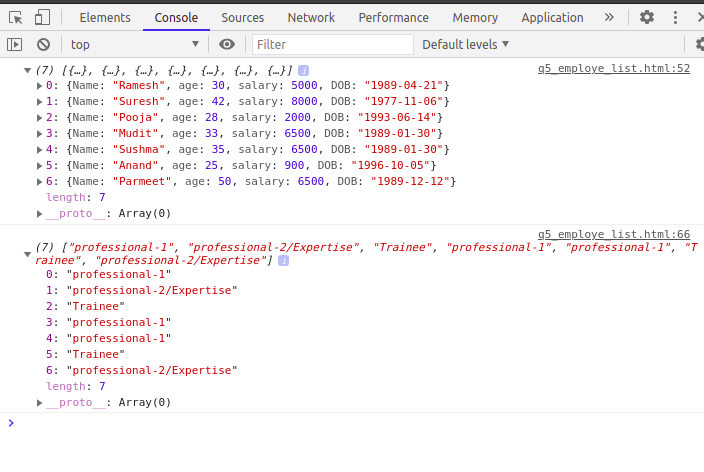 Elements Console Sources Network Performance Memory Application »
top Filter Default levels
q5_employe_list.html:52
(7) [{…}, {…}, {…}, {…}, {…}, {…}, {…}] i
0: {Name: "Ramesh", age: 30, salary: 5000, DOB: "1989-04-21"}
1: {Name: "Suresh", age: 42, salary: 8000, DOB: "1977-11-06"}
2: {Name: "Pooja", age: 28, salary: 2000, DOB: "1993-06-14"}
3: {Name: "Mudit", age: 33, salary: 6500, DOB: "1989-01-30"}
4: {Name: "Sushma", age: 35, salary: 6500, DOB: "1989-01-30"}
5: {Name: "Anand", age: 25, salary: 900, DOB: "1996-10-05"}
6: {Name: "Parmeet", age: 50, salary: 6500, DOB: "1989-12-12"}
length: 7
__proto__: Array(0)
q5_employe_list.html:66
(7) ["professional-1", "professional-2/Expertise", "Trainee", "professional-1", "professional-1", "T
rainee", "professional-2/Expertise"] i
0: "professional-1"
1: "professional-2/Expertise"
2: "Trainee"
3: "professional-1"
4: "professional-1"
5: "Trainee"
6: "professional-2/Expertise"
length: 7
__proto__: Array(0)